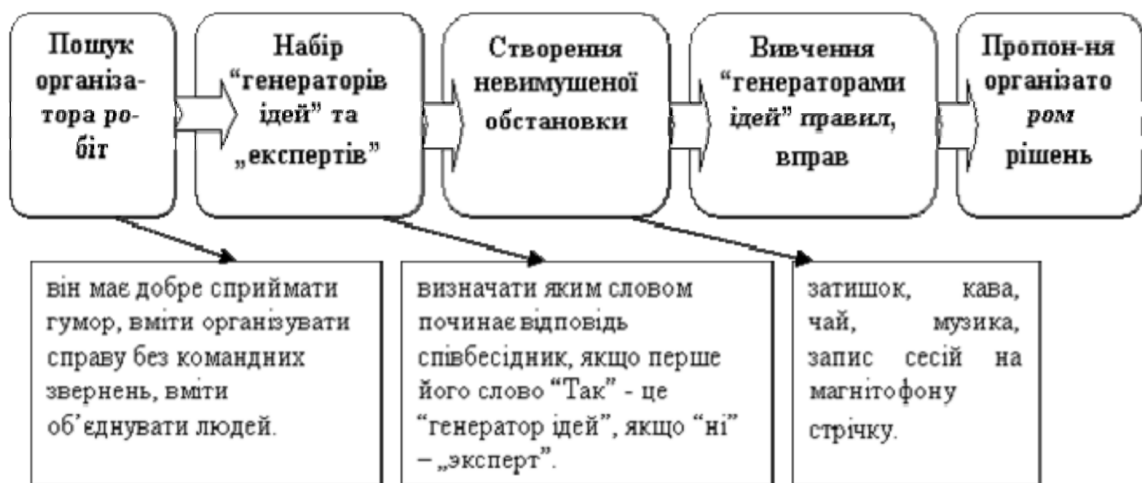 Пошук
організа-
тора ро-
біт
Набір
“генераторів
ідей” та
„експертів”
Створення
невимушеної
обстановки
Вивчення
“генераторами
ідей” правил,
вправ
Пропон-ня
організато
ром
рішень
він має добре сприймати
гумор, вміти організувати
справу без командних
звернень, вміти
об’єднувати людей.
визначати яким словом
починає відповідь
співбесідник, якщо перше
його слово “Так” - це
“генератор ідей”, якщо “ні”
– „эксперт”.
затишок, кава,
чай, музика,
запис сесій на
магнітофону
стрічку.